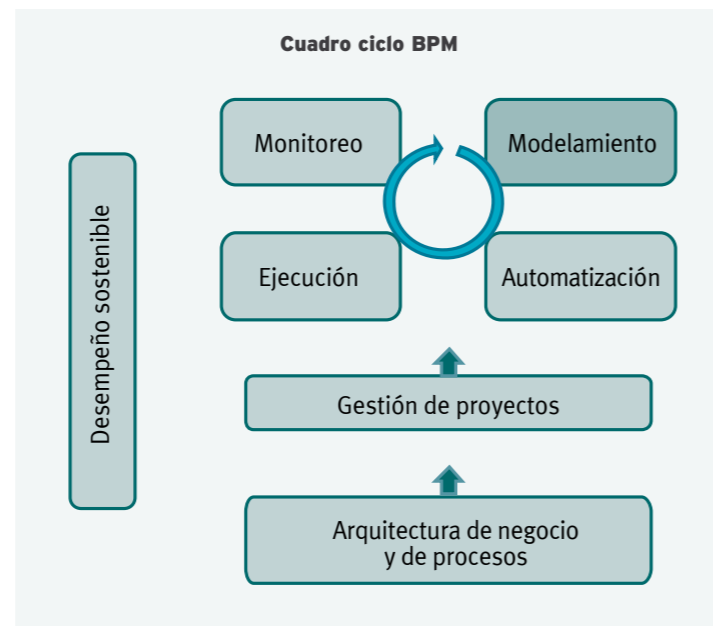 Cuadro ciclo BPM
Monitoreo
Modelamiento
Desempeño sostenible
Ejecución
Automatización
Gestión de proyectos
Arquitectura de negocio
y de procesos